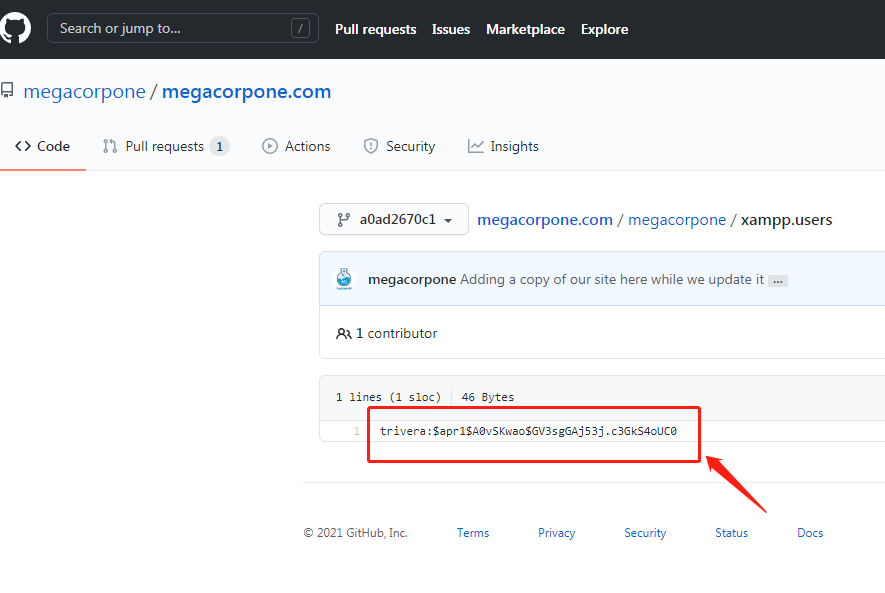 Search or jump to... /
Pull requests Issues Marketplace Explore
megacorpone / megacorpone.com
<> Code Pull requests 1 Actions Security Insights
a0ad2670c1 megacorpone.com / megacorpone / xampp.users
megacorpone Adding a copy of our site here while we update it ...
1 contributor
1 lines (1 sloc) 46 Bytes
1 trivera:$apr1$A0vSKwao$GV3sgGAj53j.c3GkS4oUC0
© 2021 GitHub, Inc. Terms Privacy Security Status Docs